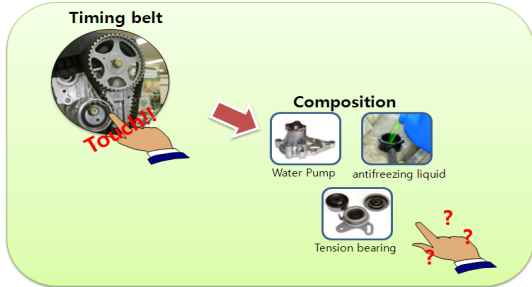 Timing belt
Touch!!
Composition
Water Pump
antifreezing liquid
Tension bearing
?
?
?